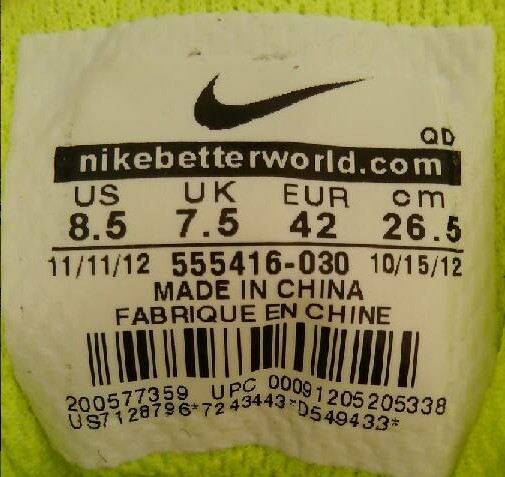 QD
nikebetterworld.com
US UK EUR cm
8.5 7.5 42 26.5
11/11/12 555416-030 10/15/12
MADE IN CHINA
FABRIQUE EN CHINE
200577359 UPC 00091205205338
US7128796*7243443*D549433*